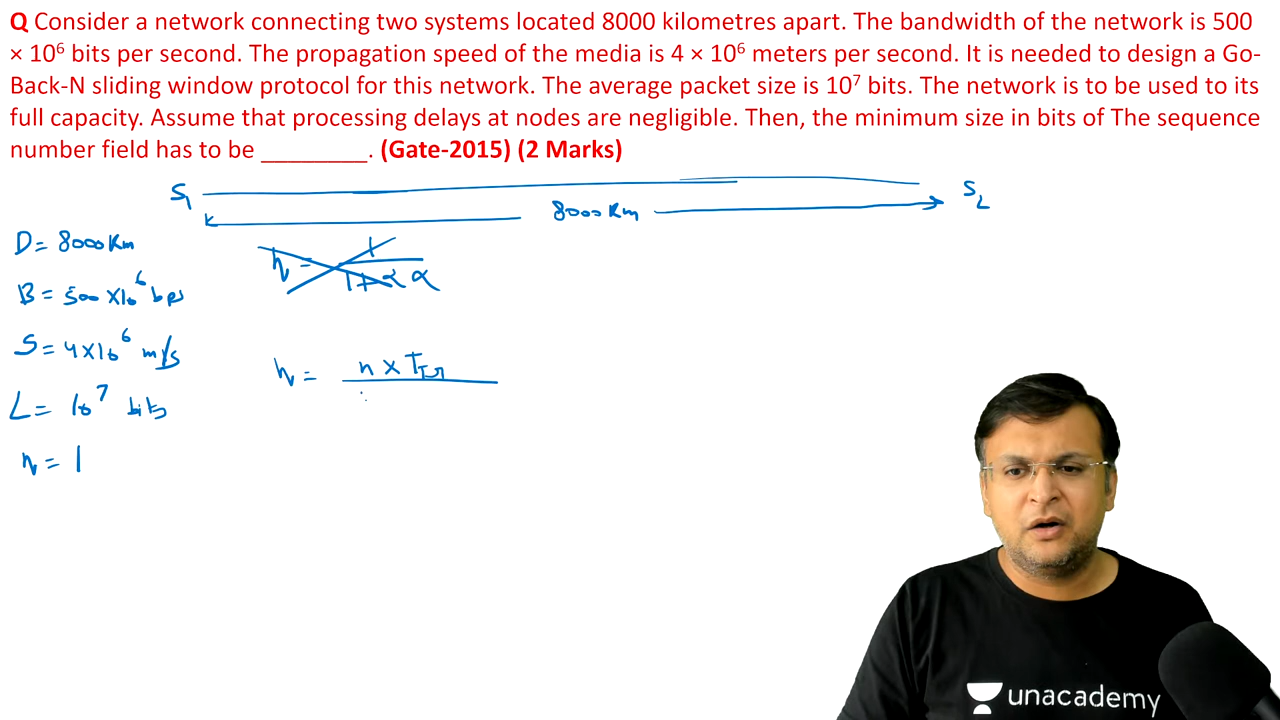 Q Consider a network connecting two systems located 8000 kilometres apart. The bandwidth of the network is 500
× 10⁶ bits per second. The propagation speed of the media is 4 × 10⁶ meters per second. It is needed to design a Go-
Back-N sliding window protocol for this network. The average packet size is 10⁷ bits. The network is to be used to its
full capacity. Assume that processing delays at nodes are negligible. Then, the minimum size in bits of The sequence
number field has to be ________. (Gate-2015) (2 Marks)
S₁ S₂
8000 Km
D = 8000 Km
B = 500 × 10⁶ bps
S = 4 × 10⁶ m/s
η = n × T
L = 10⁷ bits
η = 1
unacademy